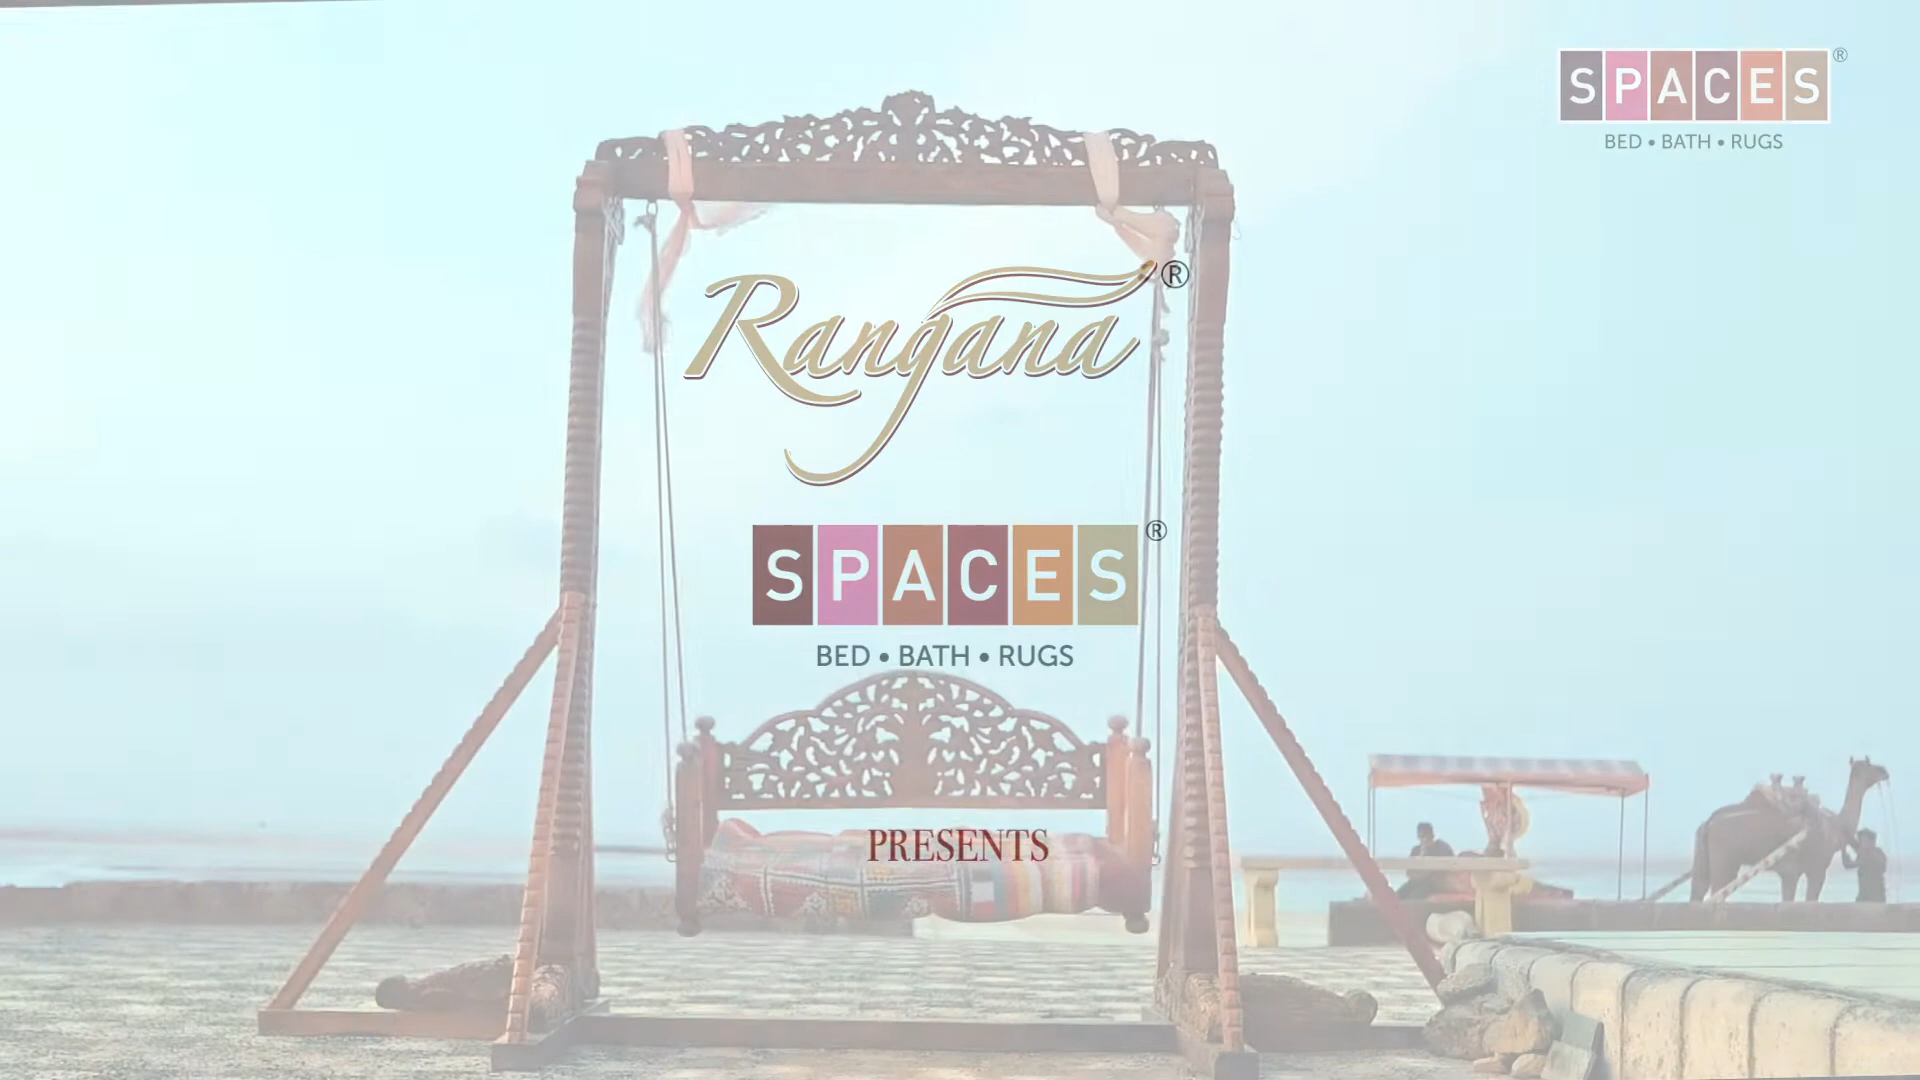 SPACES®
BED • BATH • RUGS
Rangana®
SPACES®
BED • BATH • RUGS
PRESENTS